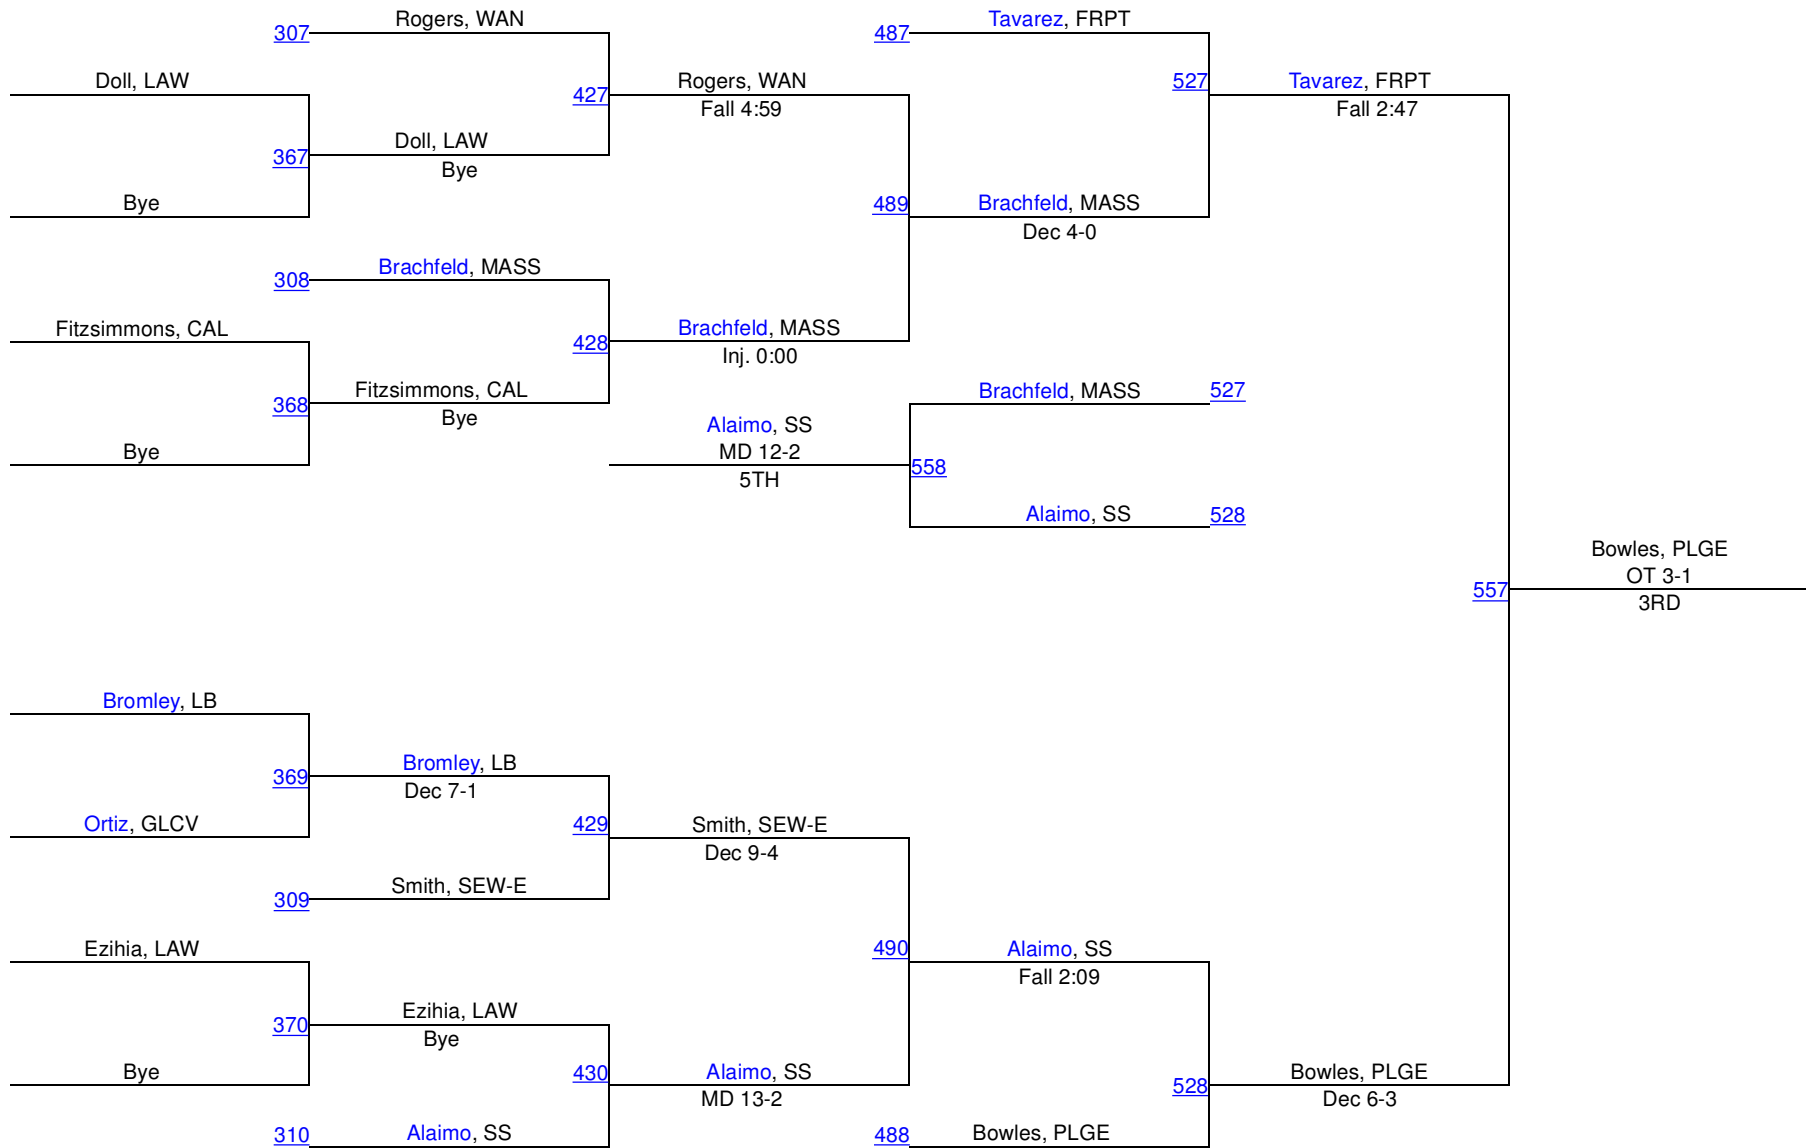 Rogers, WAN
307
Tavarez, FRPT
487
Doll, LAW
427
Rogers, WAN
Fall 4:59
527
Tavarez, FRPT
Fall 2:47
367
Doll, LAW
Bye
Bye
489
Brachfeld, MASS
Dec 4-0
308
Brachfeld, MASS
Fitzsimmons, CAL
428
Brachfeld, MASS
Inj. 0:00
368
Fitzsimmons, CAL
Bye
Brachfeld, MASS
527
Bye
Alaimo, SS
MD 12-2
5TH
558
Alaimo, SS
528
Bowles, PLGE
OT 3-1
3RD
557
Bromley, LB
369
Bromley, LB
Dec 7-1
Ortiz, GLCV
429
Smith, SEW-E
Dec 9-4
309
Smith, SEW-E
Ezihia, LAW
490
Alaimo, SS
Fall 2:09
370
Ezihia, LAW
Bye
Bye
430
Alaimo, SS
MD 13-2
528
Bowles, PLGE
Dec 6-3
310
Alaimo, SS
488
Bowles, PLGE